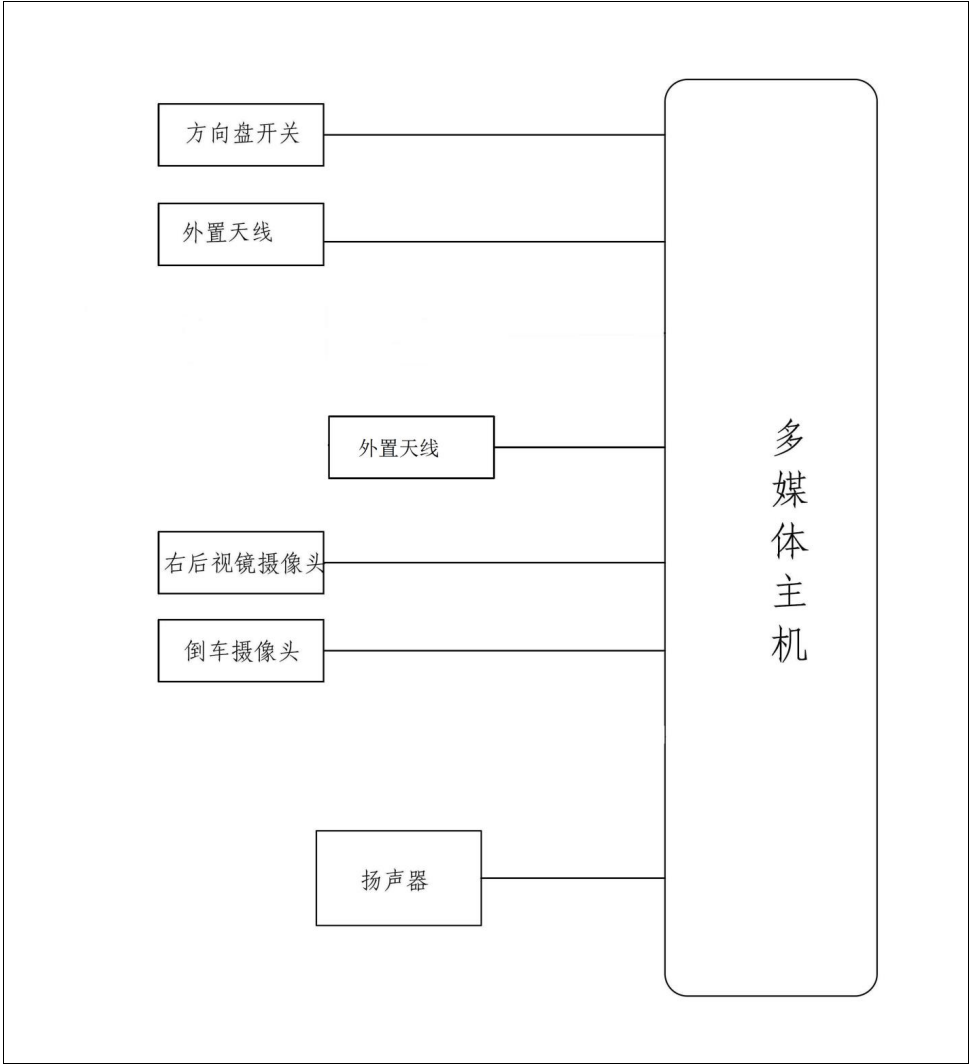 方向盘开关
外置天线
外置天线
右后视镜摄像头
倒车摄像头
扬声器
多媒体主机